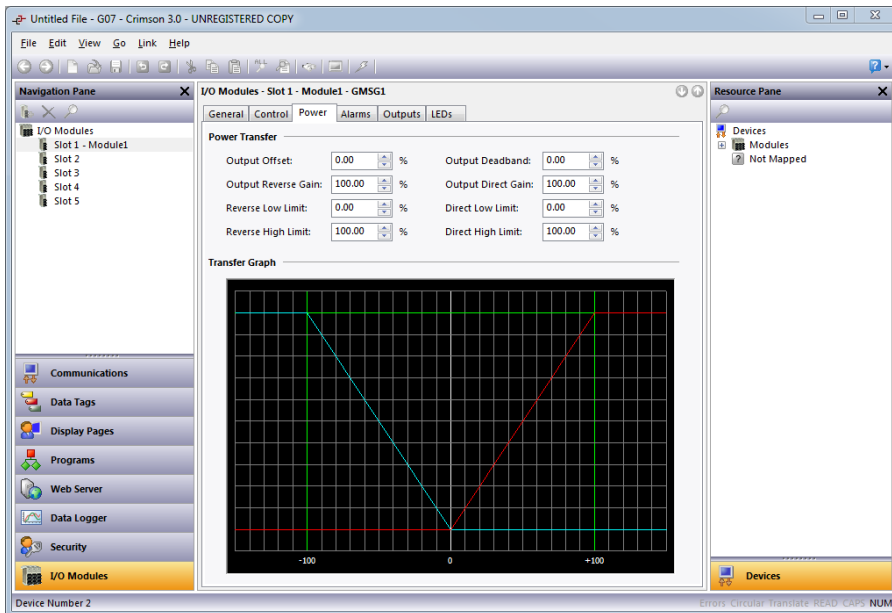 Untitled File - G07 - Crimson 3.0 - UNREGISTERED COPY
File Edit View Go Link Help
ALL
Navigation Pane
I/O Modules
Slot 1 - Module1
Slot 2
Slot 3
Slot 4
Slot 5
Communications
Data Tags
Display Pages
Programs
Web Server
Data Logger
Security
I/O Modules
I/O Modules - Slot 1 - Module1 - GMSG1
General Control Power Alarms Outputs LEDs
Power Transfer
Output Offset: 0.00 % Output Deadband: 0.00 %
Output Reverse Gain: 100.00 % Output Direct Gain: 100.00 %
Reverse Low Limit: 0.00 % Direct Low Limit: 0.00 %
Reverse High Limit: 100.00 % Direct High Limit: 100.00 %
Transfer Graph
-100 0 +100
Resource Pane
Devices
Modules
Not Mapped
Devices
Device Number 2
Errors Circular Translate READ CAPS NUM